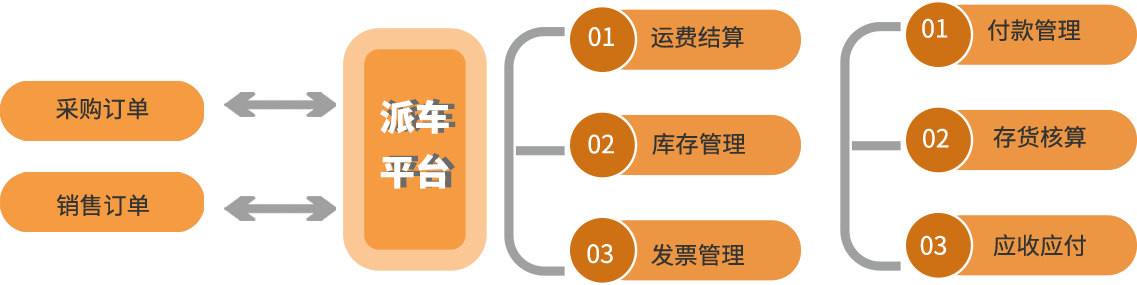 采购订单
销售订单
派车
平台
01 运费结算
02 库存管理
03 发票管理
01 付款管理
02 存货核算
03 应收应付